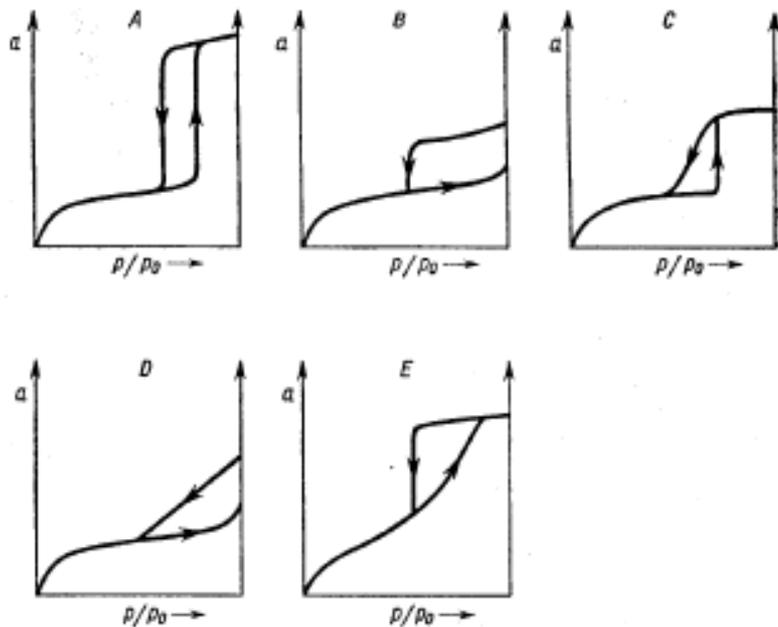 A B C
a a a
p/p₀ → p/p₀ → p/p₀ →
D E
a a
p/p₀ → p/p₀ →